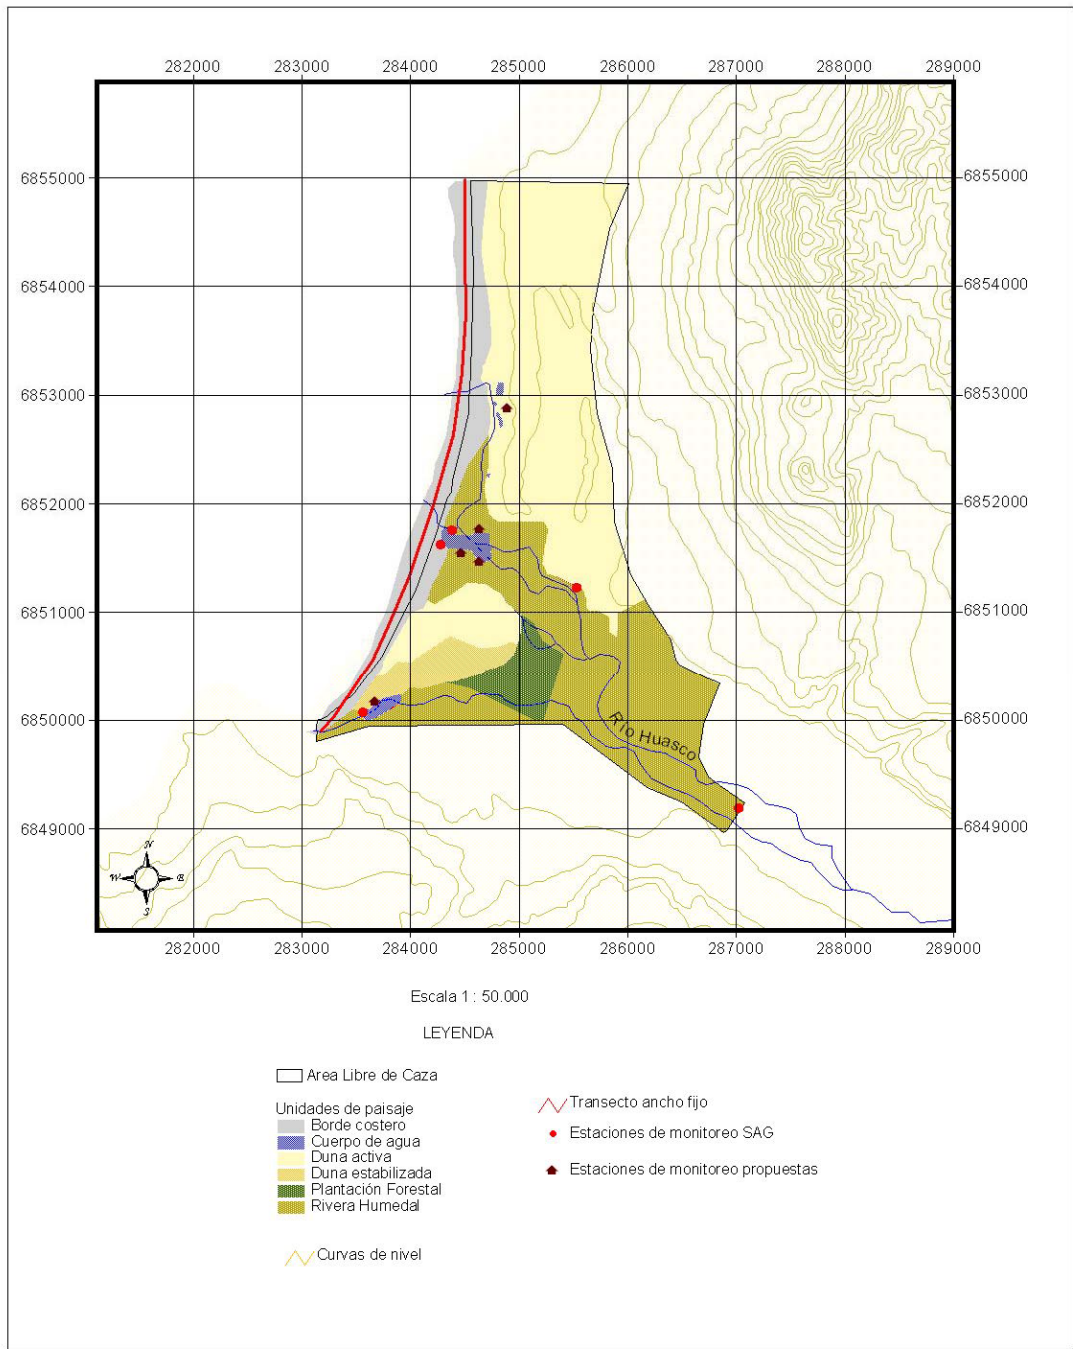 282000 283000 284000 285000 286000 287000 288000 289000
6855000 6855000
6854000 6854000
6853000 6853000
6852000 6852000
6851000 6851000
6850000 6850000
Río Huasco
6849000 6849000
N
W E
S
282000 283000 284000 285000 286000 287000 288000 289000
Escala 1 : 50.000
LEYENDA
Area Libre de Caza
Unidades de paisaje
Borde costero
Cuerpo de agua
Duna activa
Duna estabilizada
Plantación Forestal
Rivera Humedal
Curvas de nivel
Transecto ancho fijo
Estaciones de monitoreo SAG
Estaciones de monitoreo propuestas